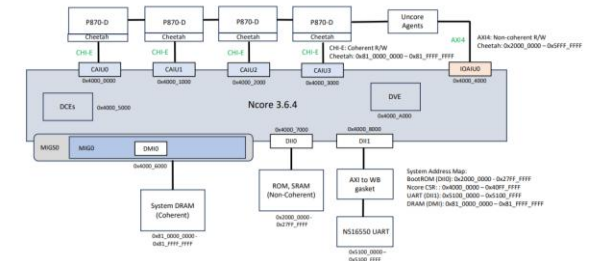 P870-D
P870-D
P870-D
P870-D
Uncore
Agents
Cheetah
Cheetah
Cheetah
Cheetah
CHI-E
CHI-E
CHI-E
CHI-E
CHI-E: Coherent R/W
Cheetah: 0x81_0000_0000 – 0x81_FFFF_FFFF
AXI4
AXI4: Non-coherent R/W
Cheetah: 0x2000_0000 – 0x5FFF_FFFF
CAIU0
CAIU1
CAIU2
CAIU3
IOAIU0
0x4000_0000
0x4000_1000
0x4000_2000
0x4000_3000
0x4000_4000
DCEs
0x4000_5000
Ncore 3.6.4
DVE
0x4000_A000
0x4000_7000
0x4000_8000
MIGS0
MIG0
DMI0
DII0
DII1
0x4000_6000
System DRAM
(Coherent)
0x81_0000_0000 -
0x81_FFFF_FFFF
ROM, SRAM
(Non-Coherent)
0x2000_0000 -
0x27FF_FFFF
AXI to WB
gasket
NS16550 UART
0x5100_0000 –
0x5100_FFFF
System Address Map:
BootROM (DII0): 0x2000_0000 - 0x27FF_FFFF
Ncore CSR: : 0x4000_0000 – 0x40FF_FFFF
UART (DII1): 0x5100_0000 – 0x5100_FFFF
DRAM (DMI): 0x81_0000_0000 – 0x81_FFFF_FFFF